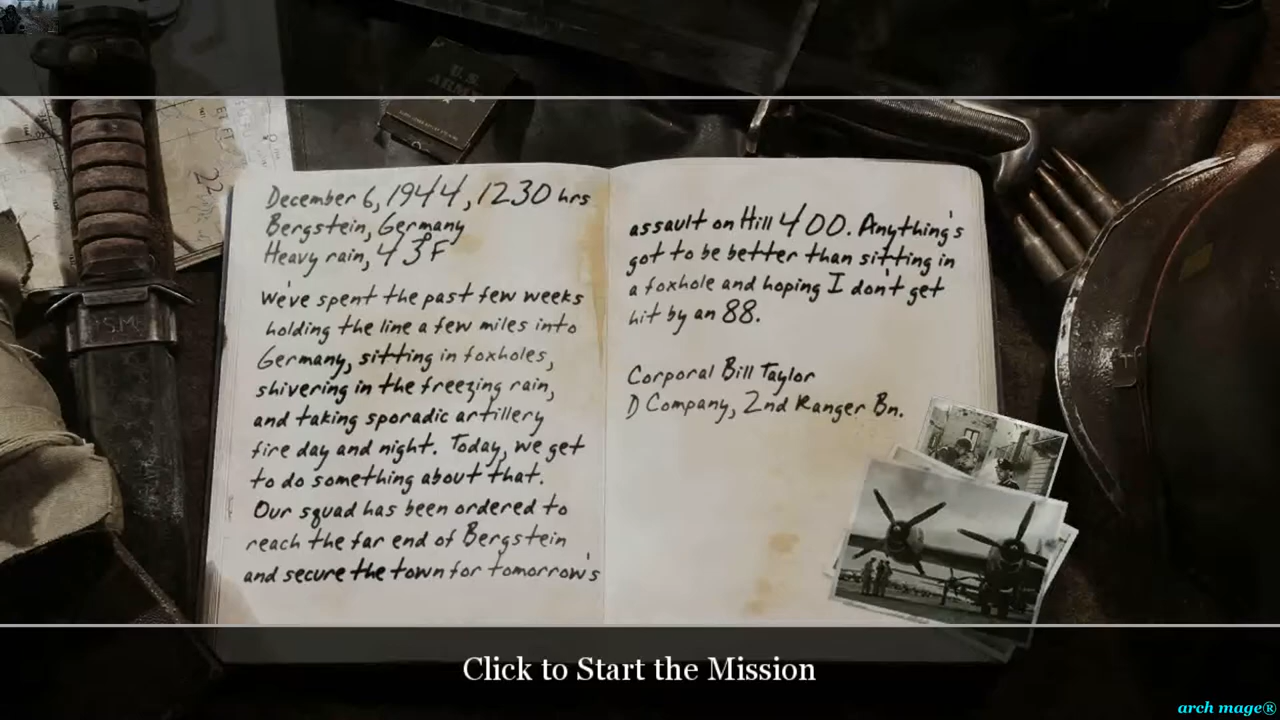 U.S.
ARMY
22
December 6, 1944, 1230 hrs
Bergstein, Germany
Heavy rain, 43°F
We've spent the past few weeks
holding the line a few miles into
Germany, sitting in foxholes,
shivering in the freezing rain,
and taking sporadic artillery
fire day and night. Today, we get
to do something about that.
Our squad has been ordered to
reach the far end of Bergstein
and secure the town for tomorrow's
assault on Hill 400. Anything's
got to be better than sitting in
a foxhole and hoping I don't get
hit by an 88.
Corporal Bill Taylor
D Company, 2nd Ranger Bn.
Click to Start the Mission
arch mage®